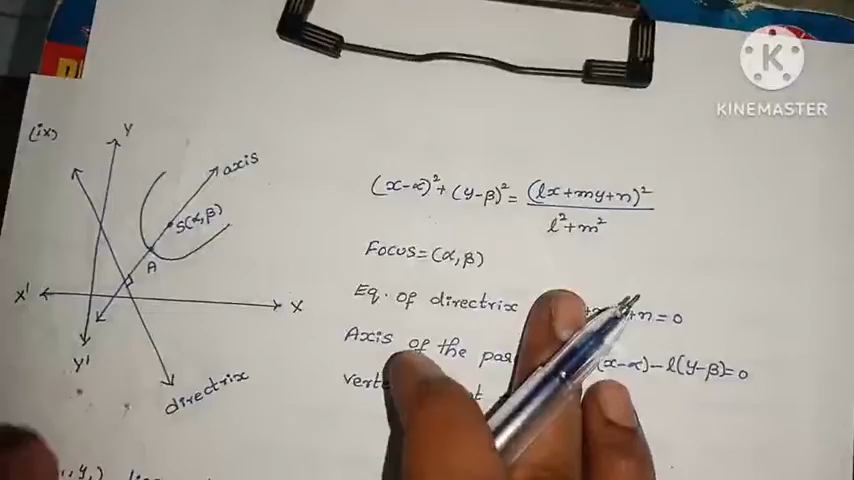 K
KINEMASTER
(ix)
Y
axis
S(α,β)
A
X'
X
Y'
directrix
(x-α)²+(y-β)²= (lx+my+n)² / l²+m²
Focus=(α,β)
Eq. of directrix +n=0
Axis of the par (x-α)-l(y-β)=0